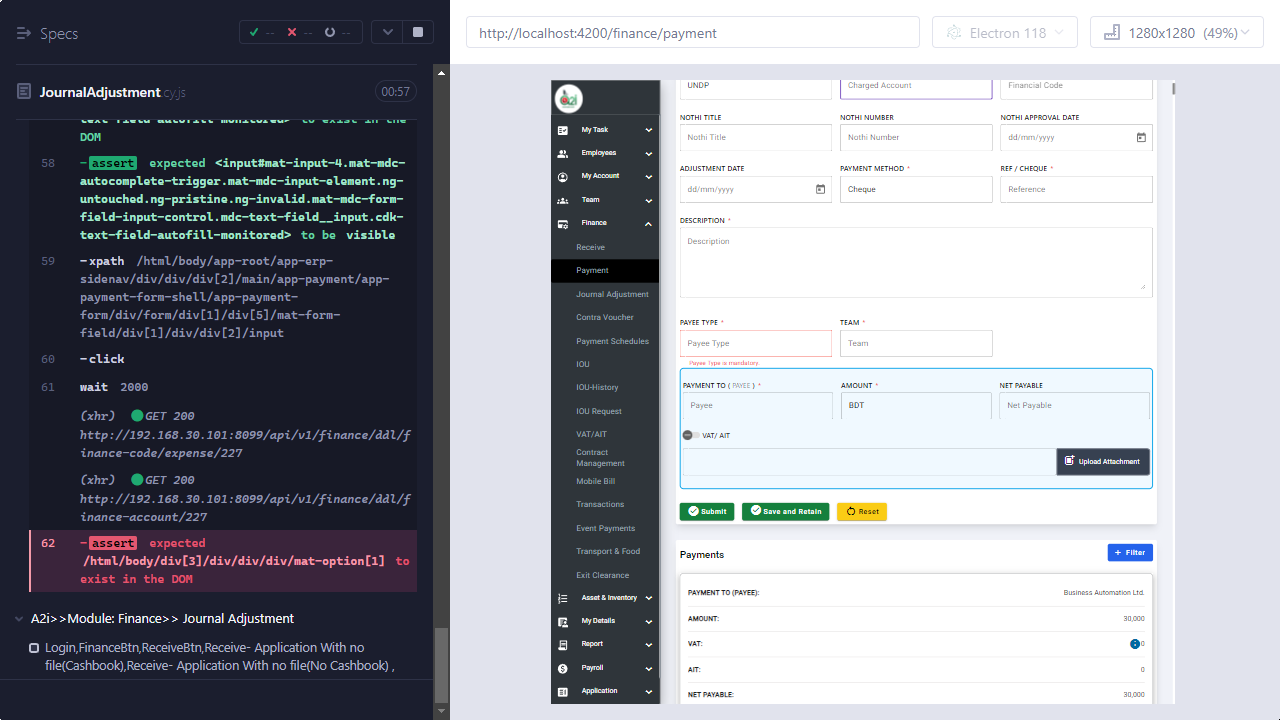 Specs
--
--
--
http://localhost:4200/finance/payment
Electron 118
1280x1280 (49%)
JournalAdjustment.cy.js
00:57
text-field-autofill-monitored> to exist in the
DOM
58 -assert expected <input#mat-input-4.mat-mdc-
autocomplete-trigger.mat-mdc-input-element.ng-
untouched.ng-pristine.ng-invalid.mat-mdc-form-
field-input-control.mdc-text-field__input.cdk-
text-field-autofill-monitored> to be visible
59 -xpath /html/body/app-root/app-erp-
sidenav/div/div/div[2]/main/app-payment/app-
payment-form-shell/app-payment-
form/div/form/div[1]/div[5]/mat-form-
field/div[1]/div/div[2]/input
60 -click
61 wait 2000
(xhr) GET 200
http://192.168.30.101:8099/api/v1/finance/ddl/f
inance-code/expense/227
(xhr) GET 200
http://192.168.30.101:8099/api/v1/finance/ddl/f
inance-account/227
62 -assert expected
/html/body/div[3]/div/div/div/mat-option[1] to
exist in the DOM
A2i>>Module: Finance>> Journal Adjustment
Login,FinanceBtn,ReceiveBtn,Receive- Application With no
file(Cashbook),Receive- Application With no file(No Cashbook) ,
a2i
My Task
Employees
My Account
Team
Finance
Receive
Payment
Journal Adjustment
Contra Voucher
Payment Schedules
IOU
IOU-History
IOU Request
VAT/AIT
Contract
Management
Mobile Bill
Transactions
Event Payments
Transport & Food
Exit Clearance
Asset & Inventory
My Details
Report
Payroll
Application
UNDP
Charged Account
Financial Code
NOTHI TITLE
NOTHI NUMBER
NOTHI APPROVAL DATE
Nothi Title
Nothi Number
dd/mm/yyyy
ADJUSTMENT DATE
PAYMENT METHOD *
REF / CHEQUE *
dd/mm/yyyy
Cheque
Reference
DESCRIPTION *
Description
PAYEE TYPE *
TEAM *
Payee Type
Team
Payee Type is mandatory
PAYMENT TO ( PAYEE ) *
AMOUNT *
NET PAYABLE
Payee
BDT
Net Payable
VAT/ AIT
Upload Attachment
Submit
Save and Retain
Reset
Payments
+ Filter
PAYMENT TO (PAYEE):
Business Automation Ltd.
AMOUNT:
30,000
VAT:
0
AIT:
0
NET PAYABLE:
30,000